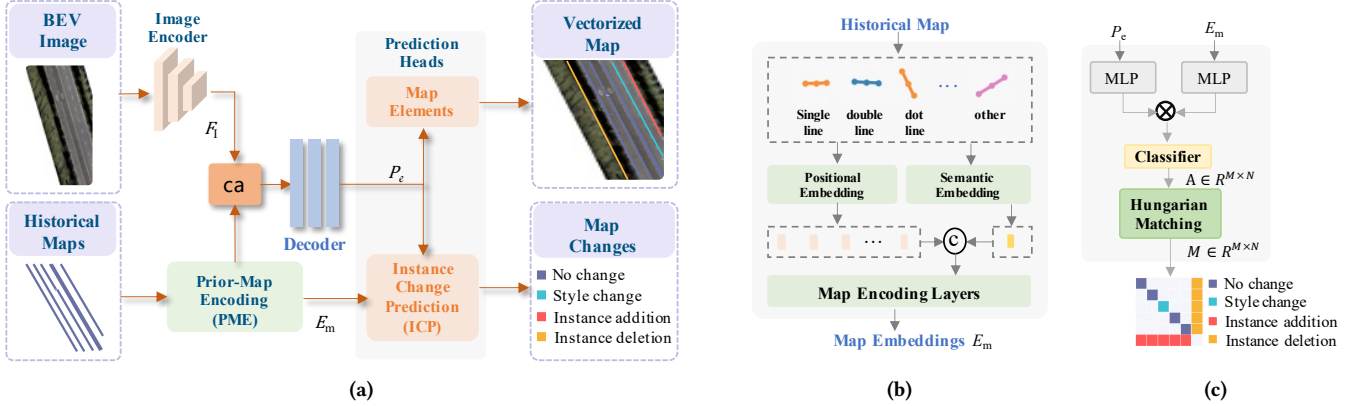 BEV
Image
Image
Encoder
F_I
Historical
Maps
ca
Prior-Map
Encoding
(PME)
E_m
Decoder
P_e
Prediction
Heads
Map
Elements
Instance
Change
Prediction
(ICP)
Vectorized
Map
Map
Changes
No change
Style change
Instance addition
Instance deletion
(a)
Historical Map
...
Single
line
double
line
dot
line
other
Positional
Embedding
Semantic
Embedding
...
C
Map Encoding Layers
Map Embeddings E_m
(b)
P_e
E_m
MLP
MLP
⊗
Classifier
A ∈ R^{M×N}
Hungarian
Matching
M ∈ R^{M×N}
No change
Style change
Instance addition
Instance deletion
(c)